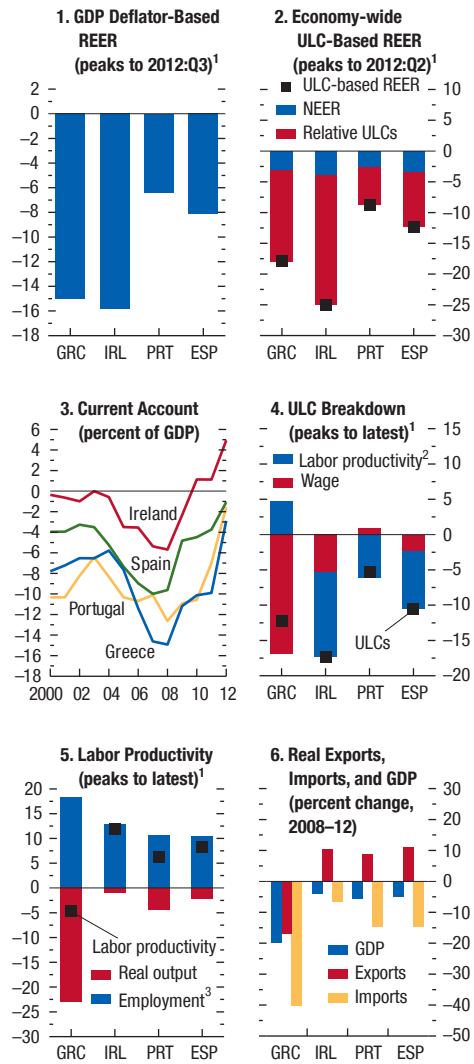 1. GDP Deflator-Based
REER
(peaks to 2012:Q3)¹
2
0
−2
−4
−6
−8
−10
−12
−14
−16
−18
GRC IRL PRT ESP
2. Economy-wide
ULC-Based REER
(peaks to 2012:Q2)¹
ULC-based REER
NEER
Relative ULCs
10
5
0
−5
−10
−15
−20
−25
−30
GRC IRL PRT ESP
3. Current Account
(percent of GDP)
6
4
2
0
−2
−4
−6
−8
−10
−12
−14
−16
−18
Ireland
Spain
Portugal
Greece
2000 02 04 06 08 10 12
4. ULC Breakdown
(peaks to latest)¹
Labor productivity²
Wage
15
10
5
0
−5
−10
−15
−20
ULCs
GRC IRL PRT ESP
5. Labor Productivity
(peaks to latest)¹
20
15
10
5
0
−5
−10
−15
−20
−25
−30
Labor productivity
Real output
Employment³
GRC IRL PRT ESP
6. Real Exports,
Imports, and GDP
(percent change,
2008–12)
30
20
10
0
−10
−20
−30
−40
−50
GDP
Exports
Imports
GRC IRL PRT ESP